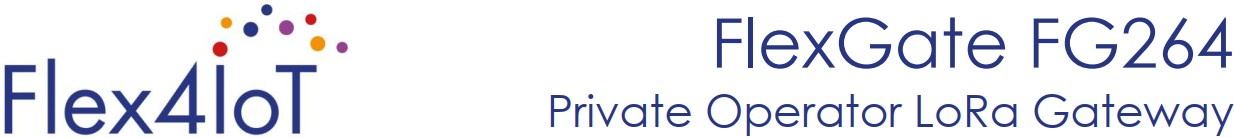 Flex4IoT
FlexGate FG264
Private Operator LoRa Gateway